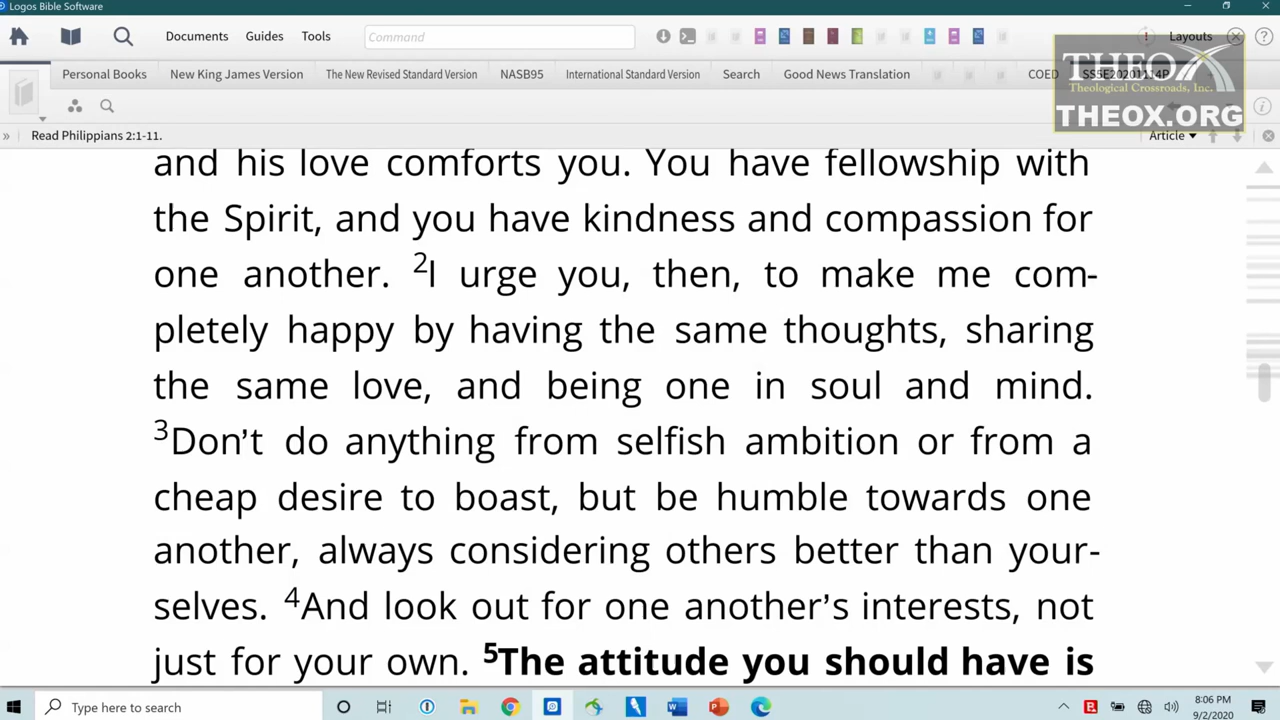 Logos Bible Software
Documents Guides Tools Command Layouts
Personal Books New King James Version The New Revised Standard Version NASB95 International Standard Version Search Good News Translation COED SSSE20201114P
THEOX
Theological Crossroads, Inc.
THEOX.ORG
» Read Philippians 2:1-11. Article
and his love comforts you. You have fellowship with
the Spirit, and you have kindness and compassion for
one another. ²I urge you, then, to make me com-
pletely happy by having the same thoughts, sharing
the same love, and being one in soul and mind.
³Don't do anything from selfish ambition or from a
cheap desire to boast, but be humble towards one
another, always considering others better than your-
selves. ⁴And look out for one another's interests, not
just for your own. ⁵The attitude you should have is
Type here to search
8:06 PM
9/2/2020